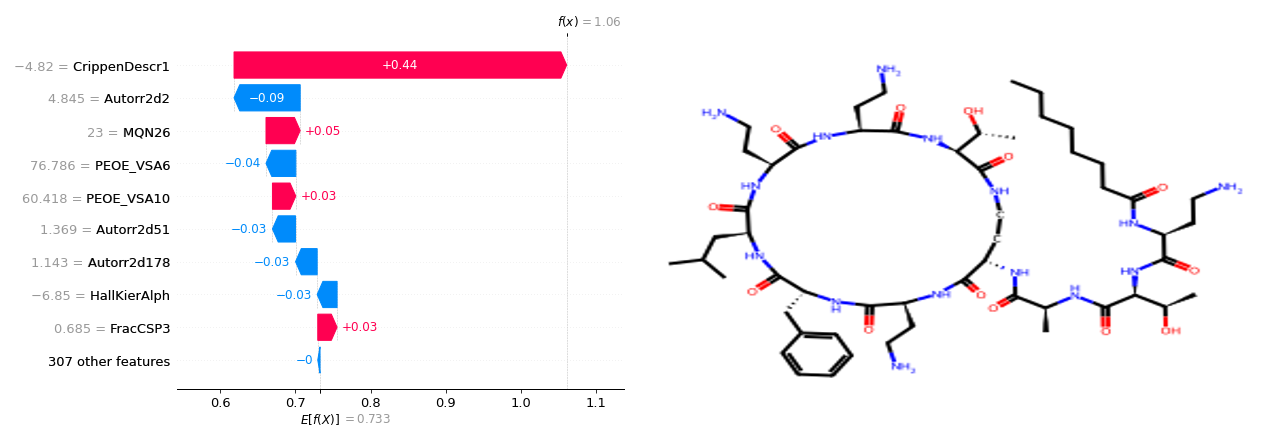 f(x) = 1.06
−4.82 = CrippenDescr1
+0.44
4.845 = Autorr2d2
−0.09
23 = MQN26
+0.05
76.786 = PEOE_VSA6
−0.04
60.418 = PEOE_VSA10
+0.03
1.369 = Autorr2d51
−0.03
1.143 = Autorr2d178
−0.03
−6.85 = HallKierAlph
−0.03
0.685 = FracCSP3
+0.03
307 other features
−0
0.6 0.7 0.8 0.9 1.0 1.1
E[f(X)] = 0.733
NH2
H2N
O
HN
O
NH
OH
O
HN
O
NH
C
C
O
HN
NH2
O
HN
O
HN
O
NH
O
N
H
O
NH
O
H
N
O
OH
NH2